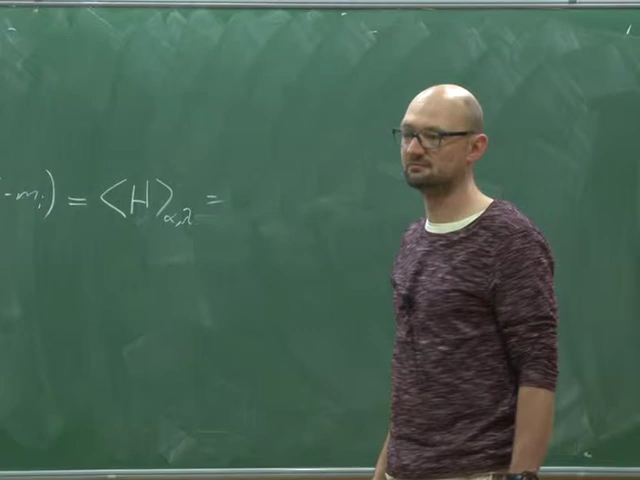 -mᵢ) = ⟨H⟩_{α,λ} =